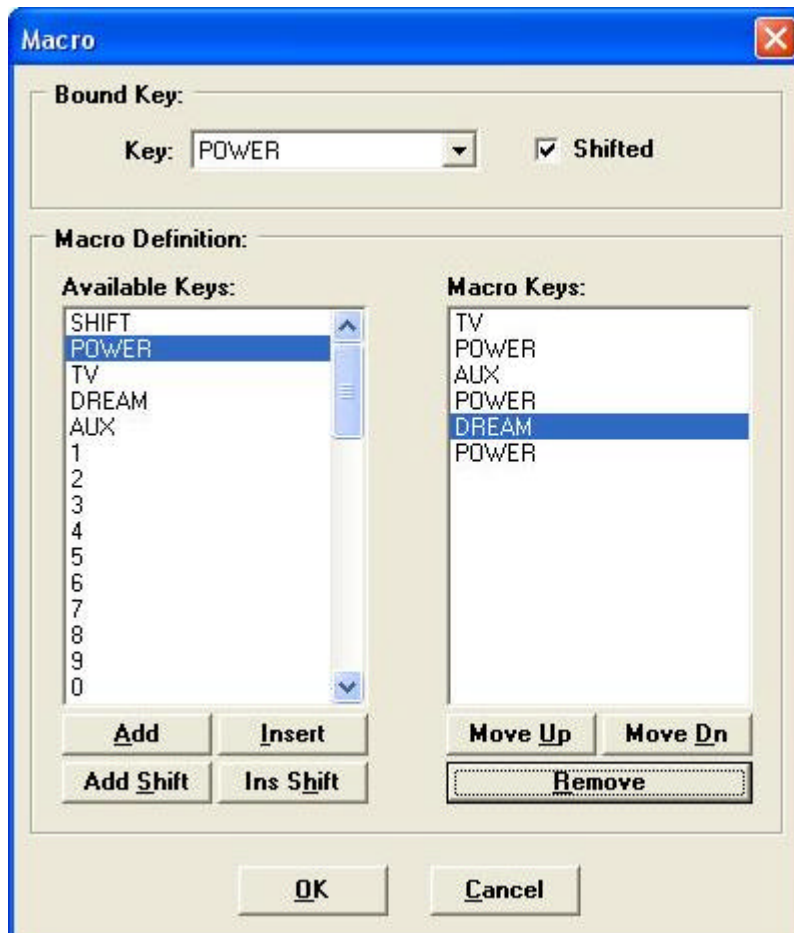 Macro
Bound Key:
Key: POWER Shifted
Macro Definition:
Available Keys:
SHIFT
POWER
TV
DREAM
AUX
1
2
3
4
5
6
7
8
9
0
Add Insert
Add Shift Ins Shift
Macro Keys:
TV
POWER
AUX
POWER
DREAM
POWER
Move Up Move Dn
Remove
OK Cancel